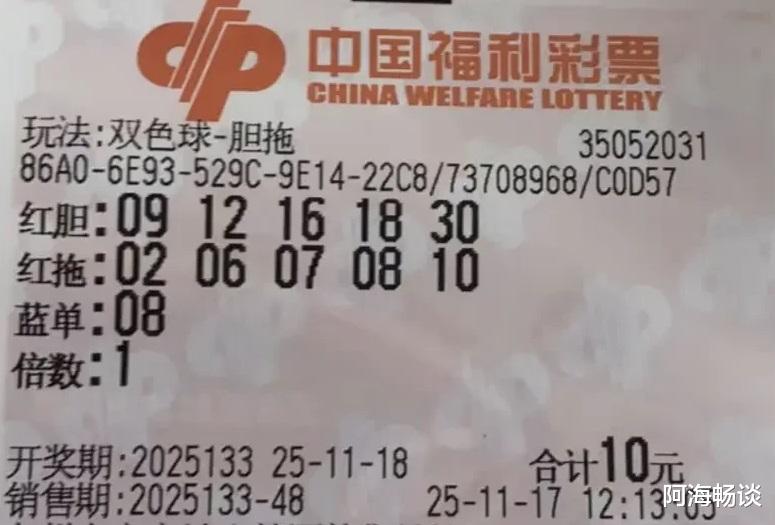 中国福利彩票
CHINA WELFARE LOTTERY
玩法:双色球-胆拖 35052031
86A0-6E93-529C-9E14-22C8/73708968/C0D57
红胆:09 12 16 18 30
红拖:02 06 07 08 10
蓝单:08
倍数:1
开奖期:2025133 25-11-18 合计10元
销售期:2025133-48 25-11-17 12:13
阿海畅谈